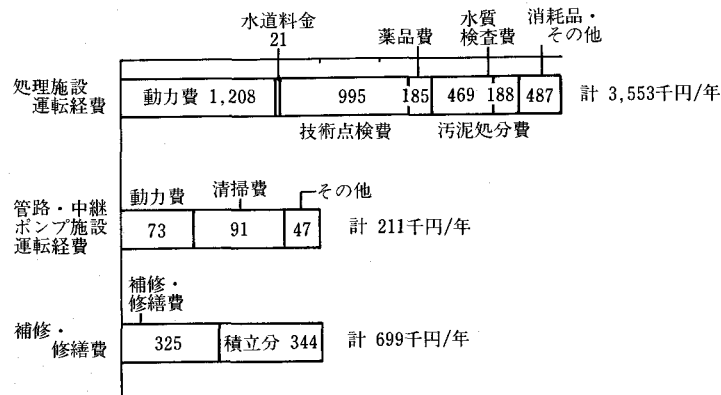 水道料金
21
薬品費
水質
検査費
消耗品・
その他
処理施設
運転経費
動力費 1,208
995
185
469
188
487
計 3,553千円/年
技術点検費
汚泥処分費
動力費
清掃費
その他
管路・中継
ポンプ施設
運転経費
73
91
47
計 211千円/年
補修・
修繕費
補修・
修繕費
325
積立分 344
計 699千円/年